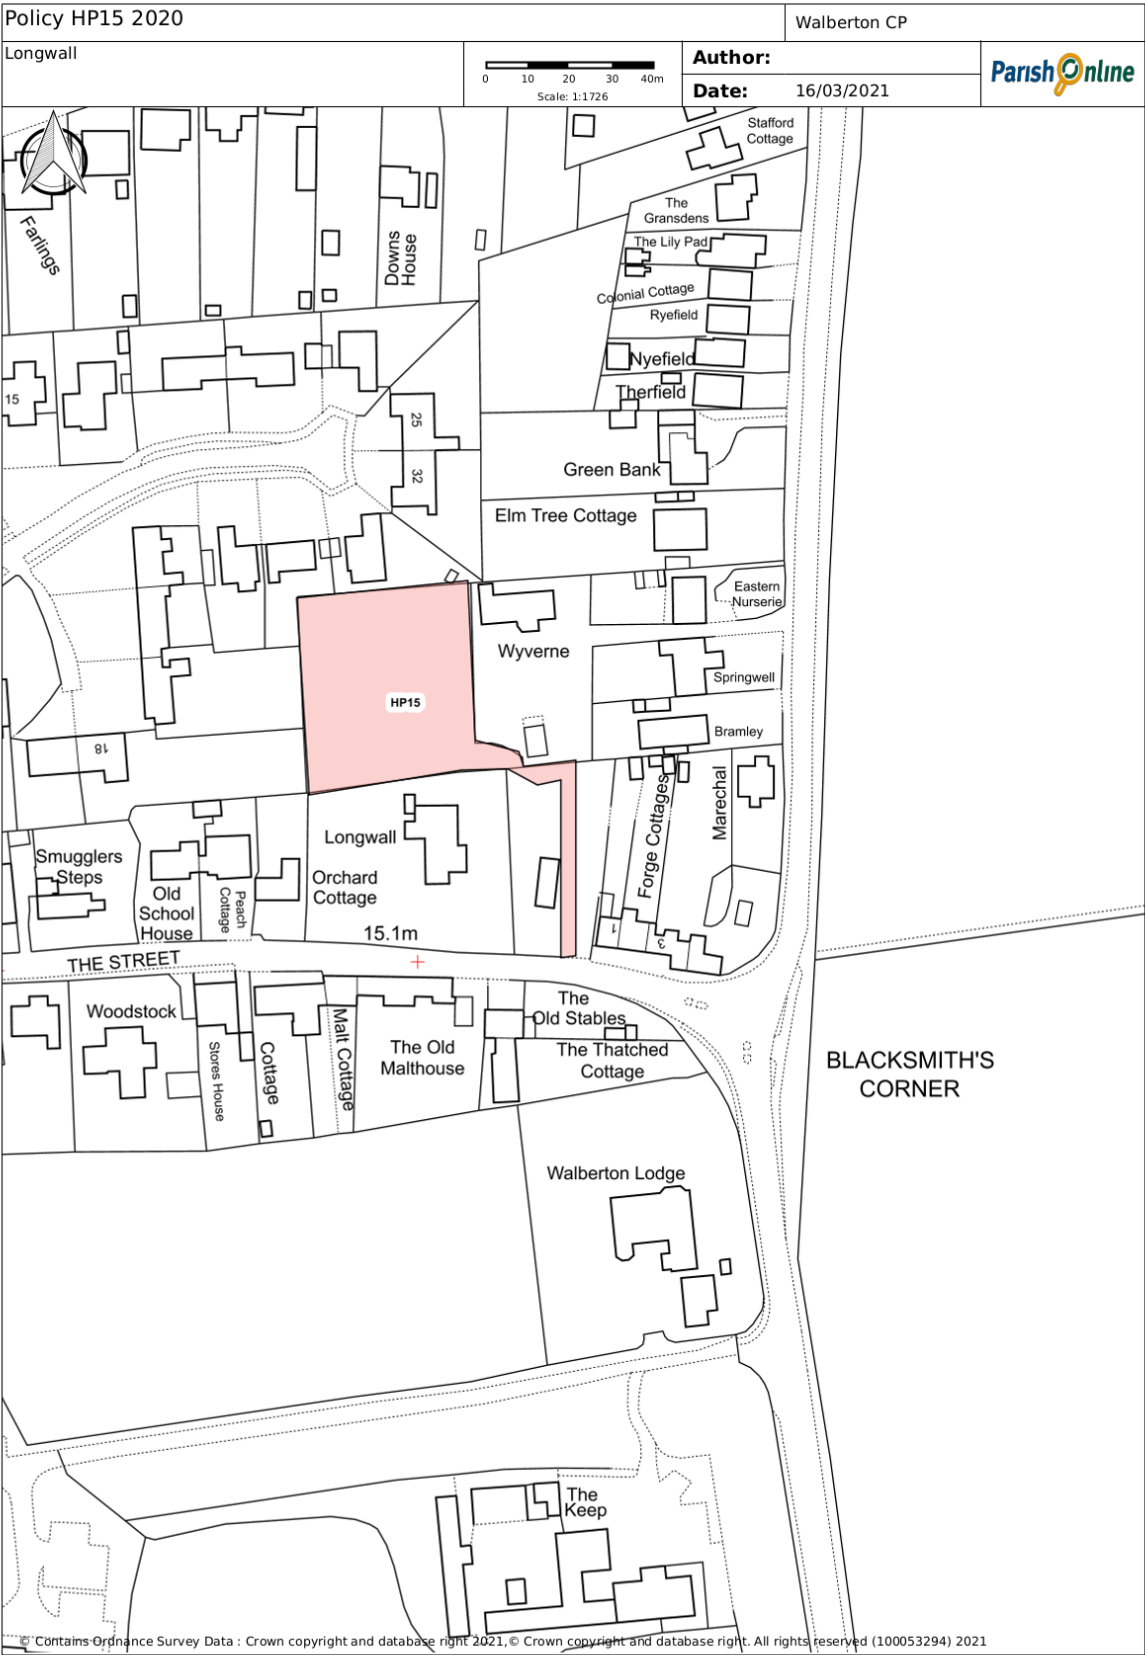 Policy HP15 2020
Walberton CP
Longwall
0 10 20 30 40m
Scale: 1:1726
Author:
Date: 16/03/2021
Parish Online
Stafford
Cottage
The
Gransdens
The Lily Pad
Farlings
Downs
House
Colonial Cottage
Ryefield
Nyefield
Therfield
15
25
32
Green Bank
Elm Tree Cottage
Eastern
Nurserie
Wyverne
Springwell
HP15
Bramley
18
Marechal
Forge Cottages
Longwall
Smugglers
Steps
Orchard
Cottage
Old
School
House
Peach
Cottage
1
3
15.1m
THE STREET
Woodstock
The
Old Stables
Stores House
Cottage
Malt Cottage
The Old
Malthouse
The Thatched
Cottage
BLACKSMITH'S
CORNER
Walberton Lodge
The
Keep
© Contains Ordnance Survey Data : Crown copyright and database right 2021,© Crown copyright and database right. All rights reserved (100053294) 2021